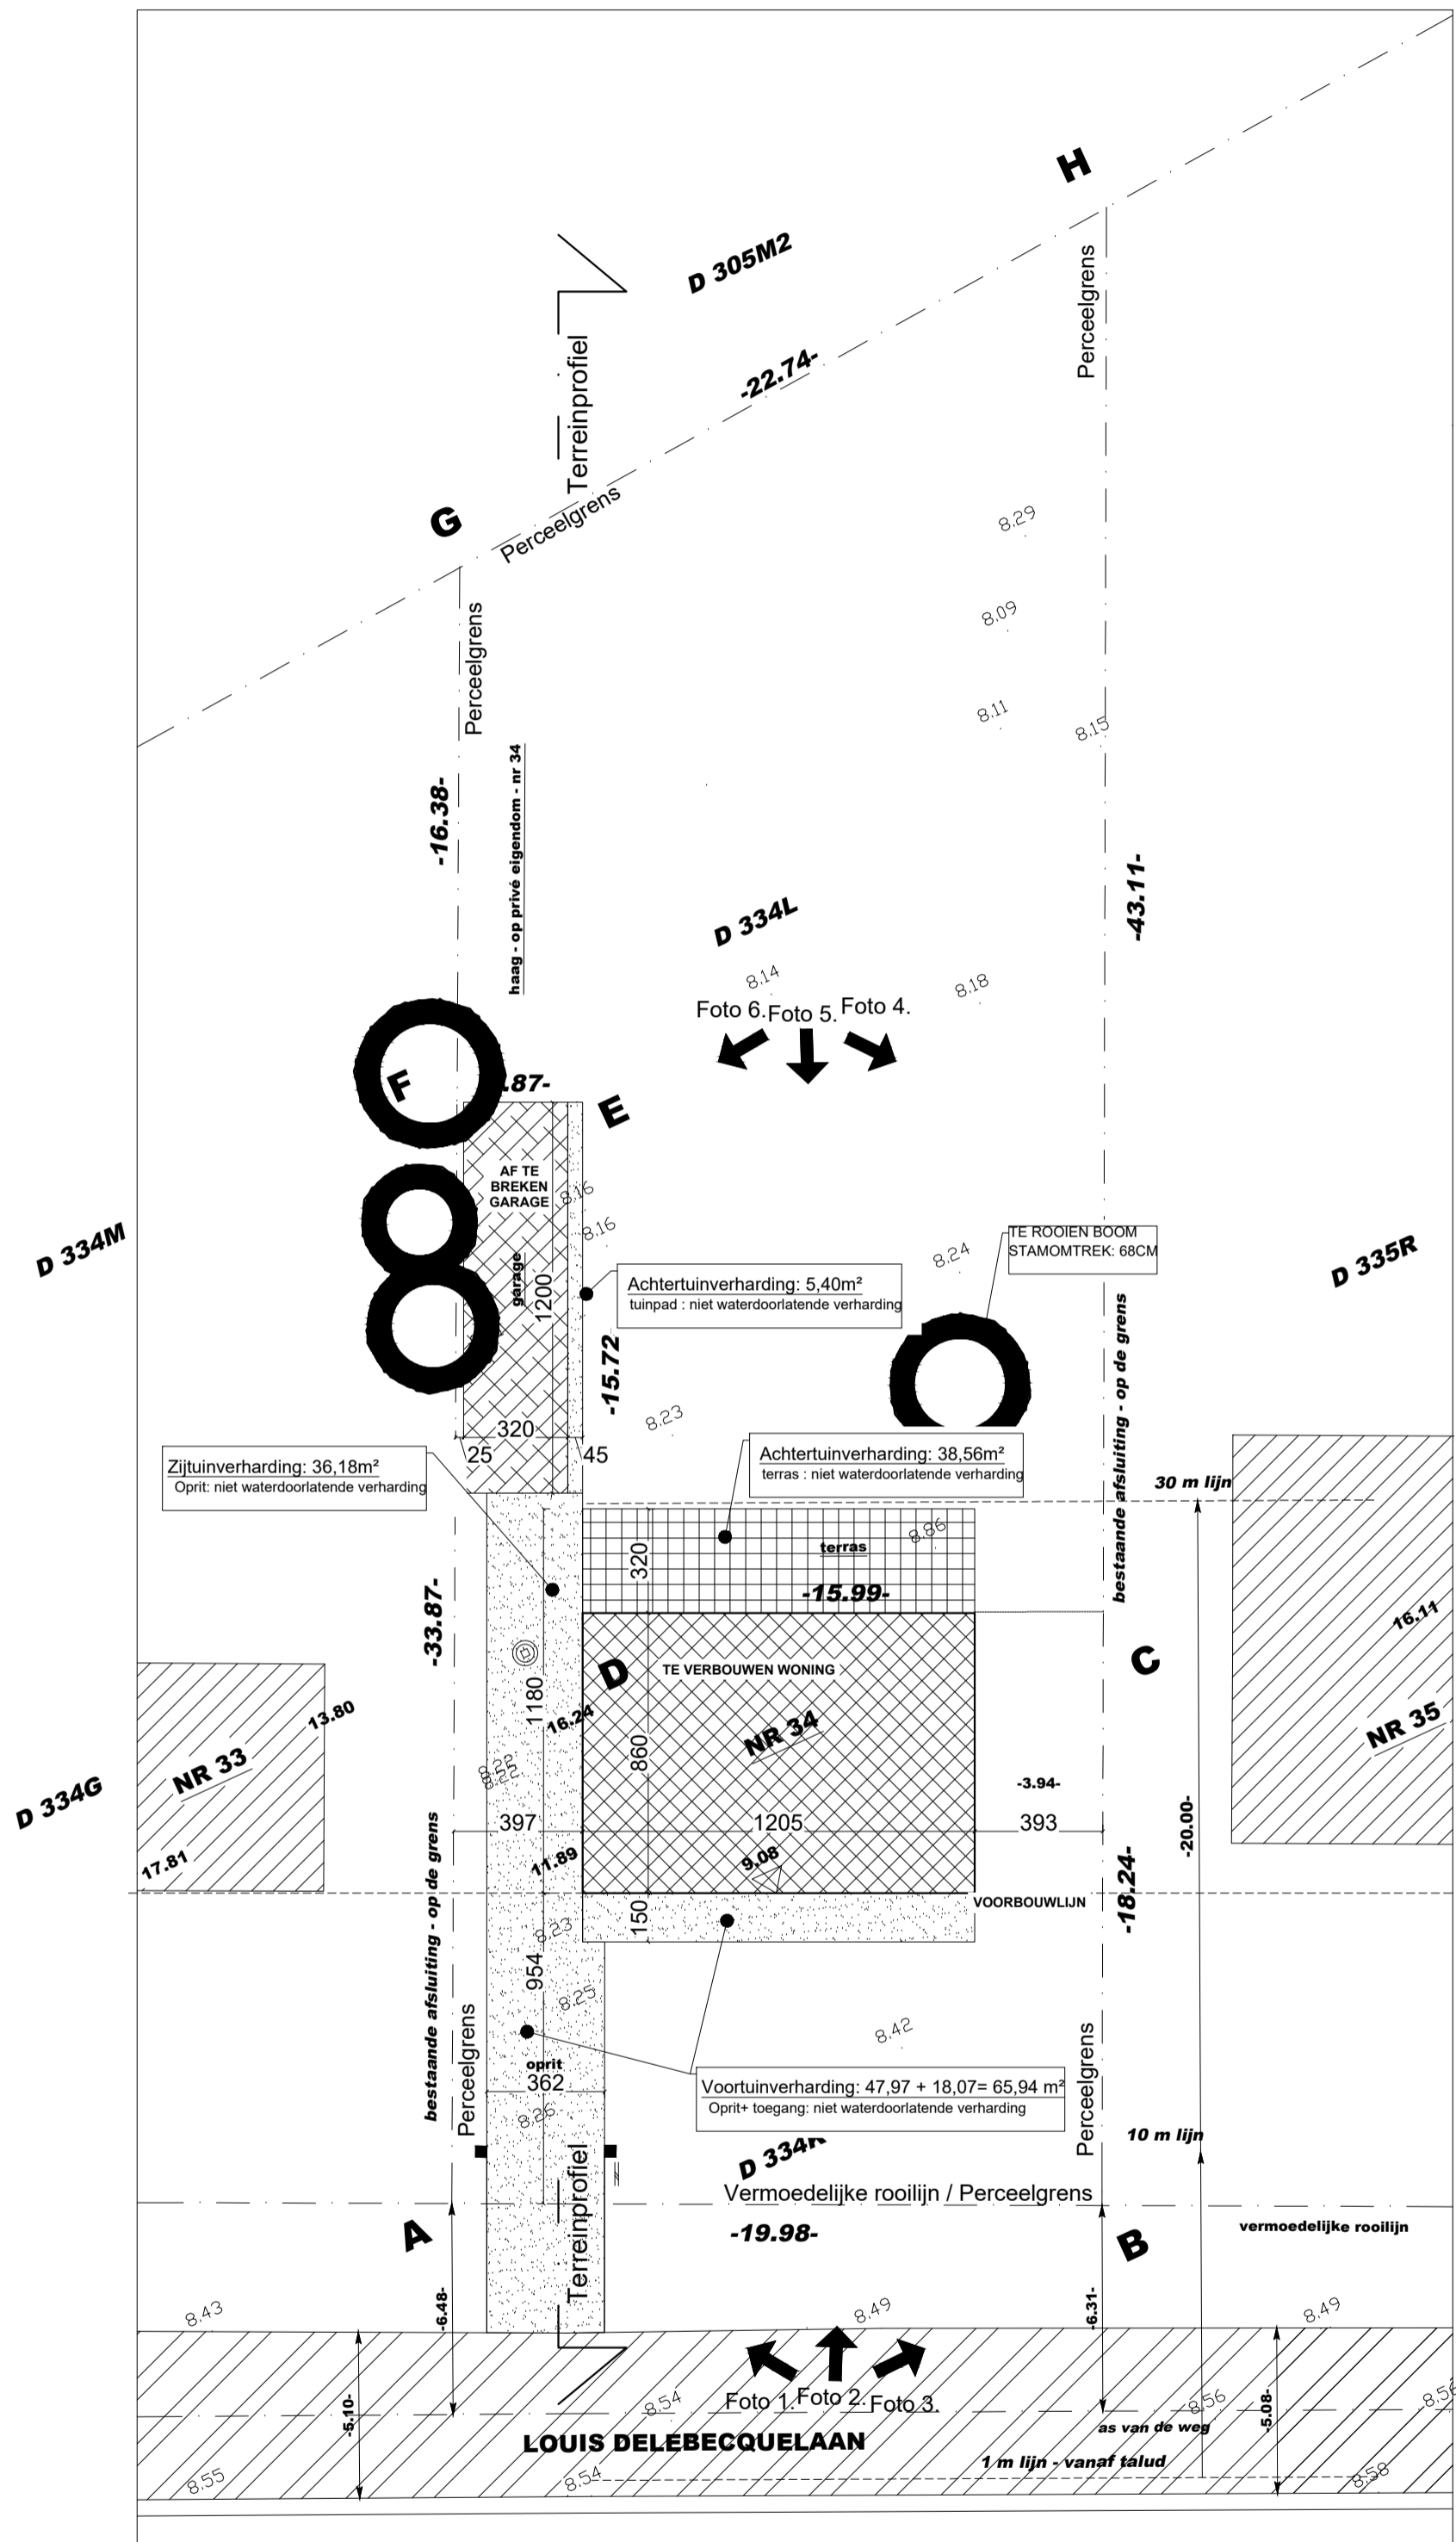 H
D 305M2
Perceelgrens
Terreinprofiel
-22.74-
G
Perceelgrens
8.29
Perceelgrens
8.09
8.11
8.15
haag - op privé eigendom - nr 34
-16.38-
-43.11-
D 334L
8.14
8.18
Foto 6.
Foto 5.
Foto 4.
F
.87-
E
AF TE
BREKEN
GARAGE
8.16
8.16
D 334M
garage
1200
TE ROOIEN BOOM
STAMOMTREK: 68CM
8.24
D 335R
Achtertuinverharding: 5,40m²
tuinpad : niet waterdoorlatende verharding
-15.72
bestaande afsluiting - op de grens
8.23
320
25
45
Zijtuinverharding: 36,18m²
Oprit: niet waterdoorlatende verharding
Achtertuinverharding: 38,56m²
terras : niet waterdoorlatende verharding
30 m lijn
8.86
terras
320
-15.99-
-33.87-
16.11
D
TE VERBOUWEN WONING
C
1180
16.24
NR 34
860
13.80
NR 33
NR 35
8.22
8.22
D 334G
-3.94-
397
1205
393
-20.00-
17.81
11.89
9.08
-18.24-
VOORBOUWLIJN
150
bestaande afsluiting - op de grens
8.23
954
8.25
8.42
Perceelgrens
oprit
362
Voortuinverharding: 47,97 + 18,07= 65,94 m²
Oprit+ toegang: niet waterdoorlatende verharding
8.26
Perceelgrens
10 m lijn
D 334K
Terreinprofiel
Vermoedelijke rooilijn / Perceelgrens
A
-19.98-
B
vermoedelijke rooilijn
-6.48-
-6.31-
8.43
8.49
8.49
-5.10-
Foto 1.
Foto 2.
Foto 3.
8.54
8.56
-5.08-
as van de weg
LOUIS DELEBECQUELAAN
1 m lijn - vanaf talud
8.55
8.54
8.58